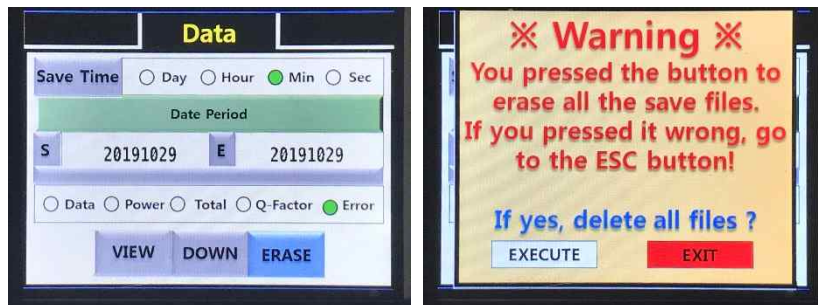 Data
Save Time Day Hour Min Sec
Date Period
S 20191029 E 20191029
Data Power Total Q-Factor Error
VIEW DOWN ERASE
※ Warning ※
You pressed the button to
erase all the save files.
If you pressed it wrong, go
to the ESC button!
If yes, delete all files ?
EXECUTE EXIT